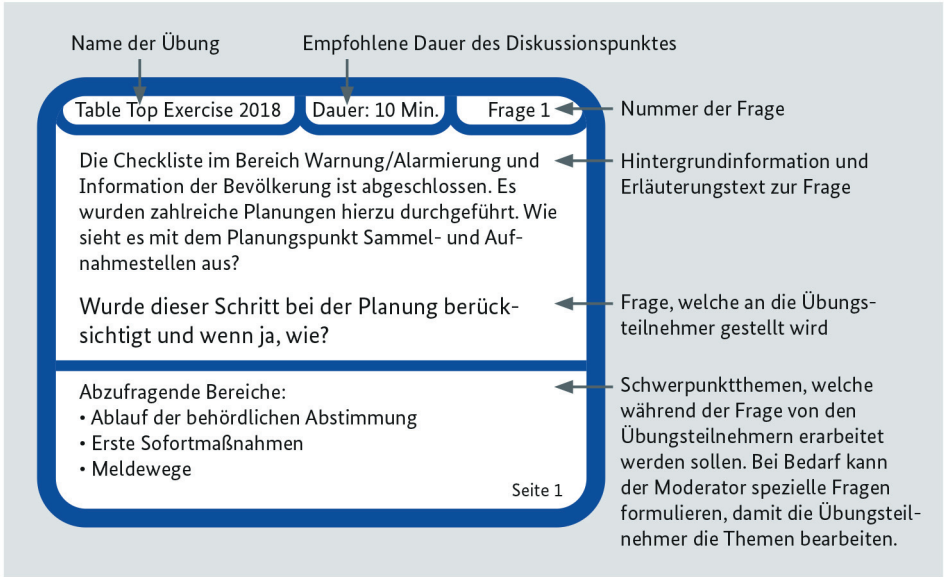 Name der Übung
Empfohlene Dauer des Diskussionspunktes
Table Top Exercise 2018
Dauer: 10 Min.
Frage 1
Nummer der Frage
Die Checkliste im Bereich Warnung/Alarmierung und
Information der Bevölkerung ist abgeschlossen. Es
wurden zahlreiche Planungen hierzu durchgeführt. Wie
sieht es mit dem Planungspunkt Sammel- und Auf-
nahmestellen aus?
Hintergrundinformation und
Erläuterungstext zur Frage
Wurde dieser Schritt bei der Planung berück-
sichtigt und wenn ja, wie?
Frage, welche an die Übungs-
teilnehmer gestellt wird
Abzufragende Bereiche:
• Ablauf der behördlichen Abstimmung
• Erste Sofortmaßnahmen
• Meldewege
Seite 1
Schwerpunktthemen, welche
während der Frage von den
Übungsteilnehmern erarbeitet
werden sollen. Bei Bedarf kann
der Moderator spezielle Fragen
formulieren, damit die Übungsteil-
nehmer die Themen bearbeiten.